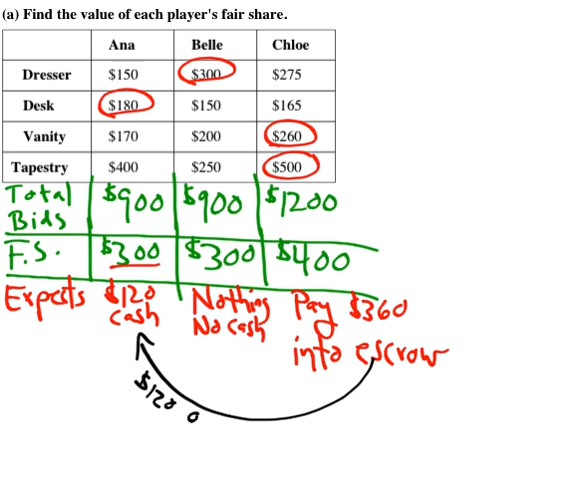 (a) Find the value of each player's fair share.
Ana Belle Chloe
Dresser $150 $300 $275
Desk $180 $150 $165
Vanity $170 $200 $260
Tapestry $400 $250 $500
Total Bids $900 $900 $1200
F.S. $300 $300 $400
Expects $120 cash Nothing No Cash Pay $360 into escrow
$120 0